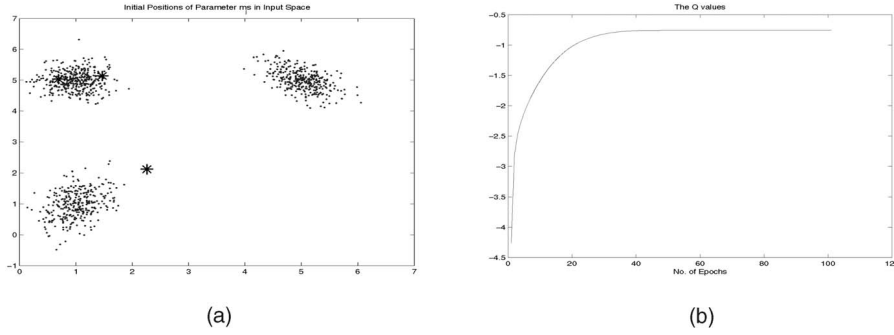 Initial Positions of Parameter ms in Input Space
7
6
5
4
3
2
1
0
−1
0 1 2 3 4 5 6 7
(a)
The Q values
−0.5
−1
−1.5
−2
−2.5
−3
−3.5
−4
−4.5
0 20 40 60 80 100 120
No. of Epochs
(b)